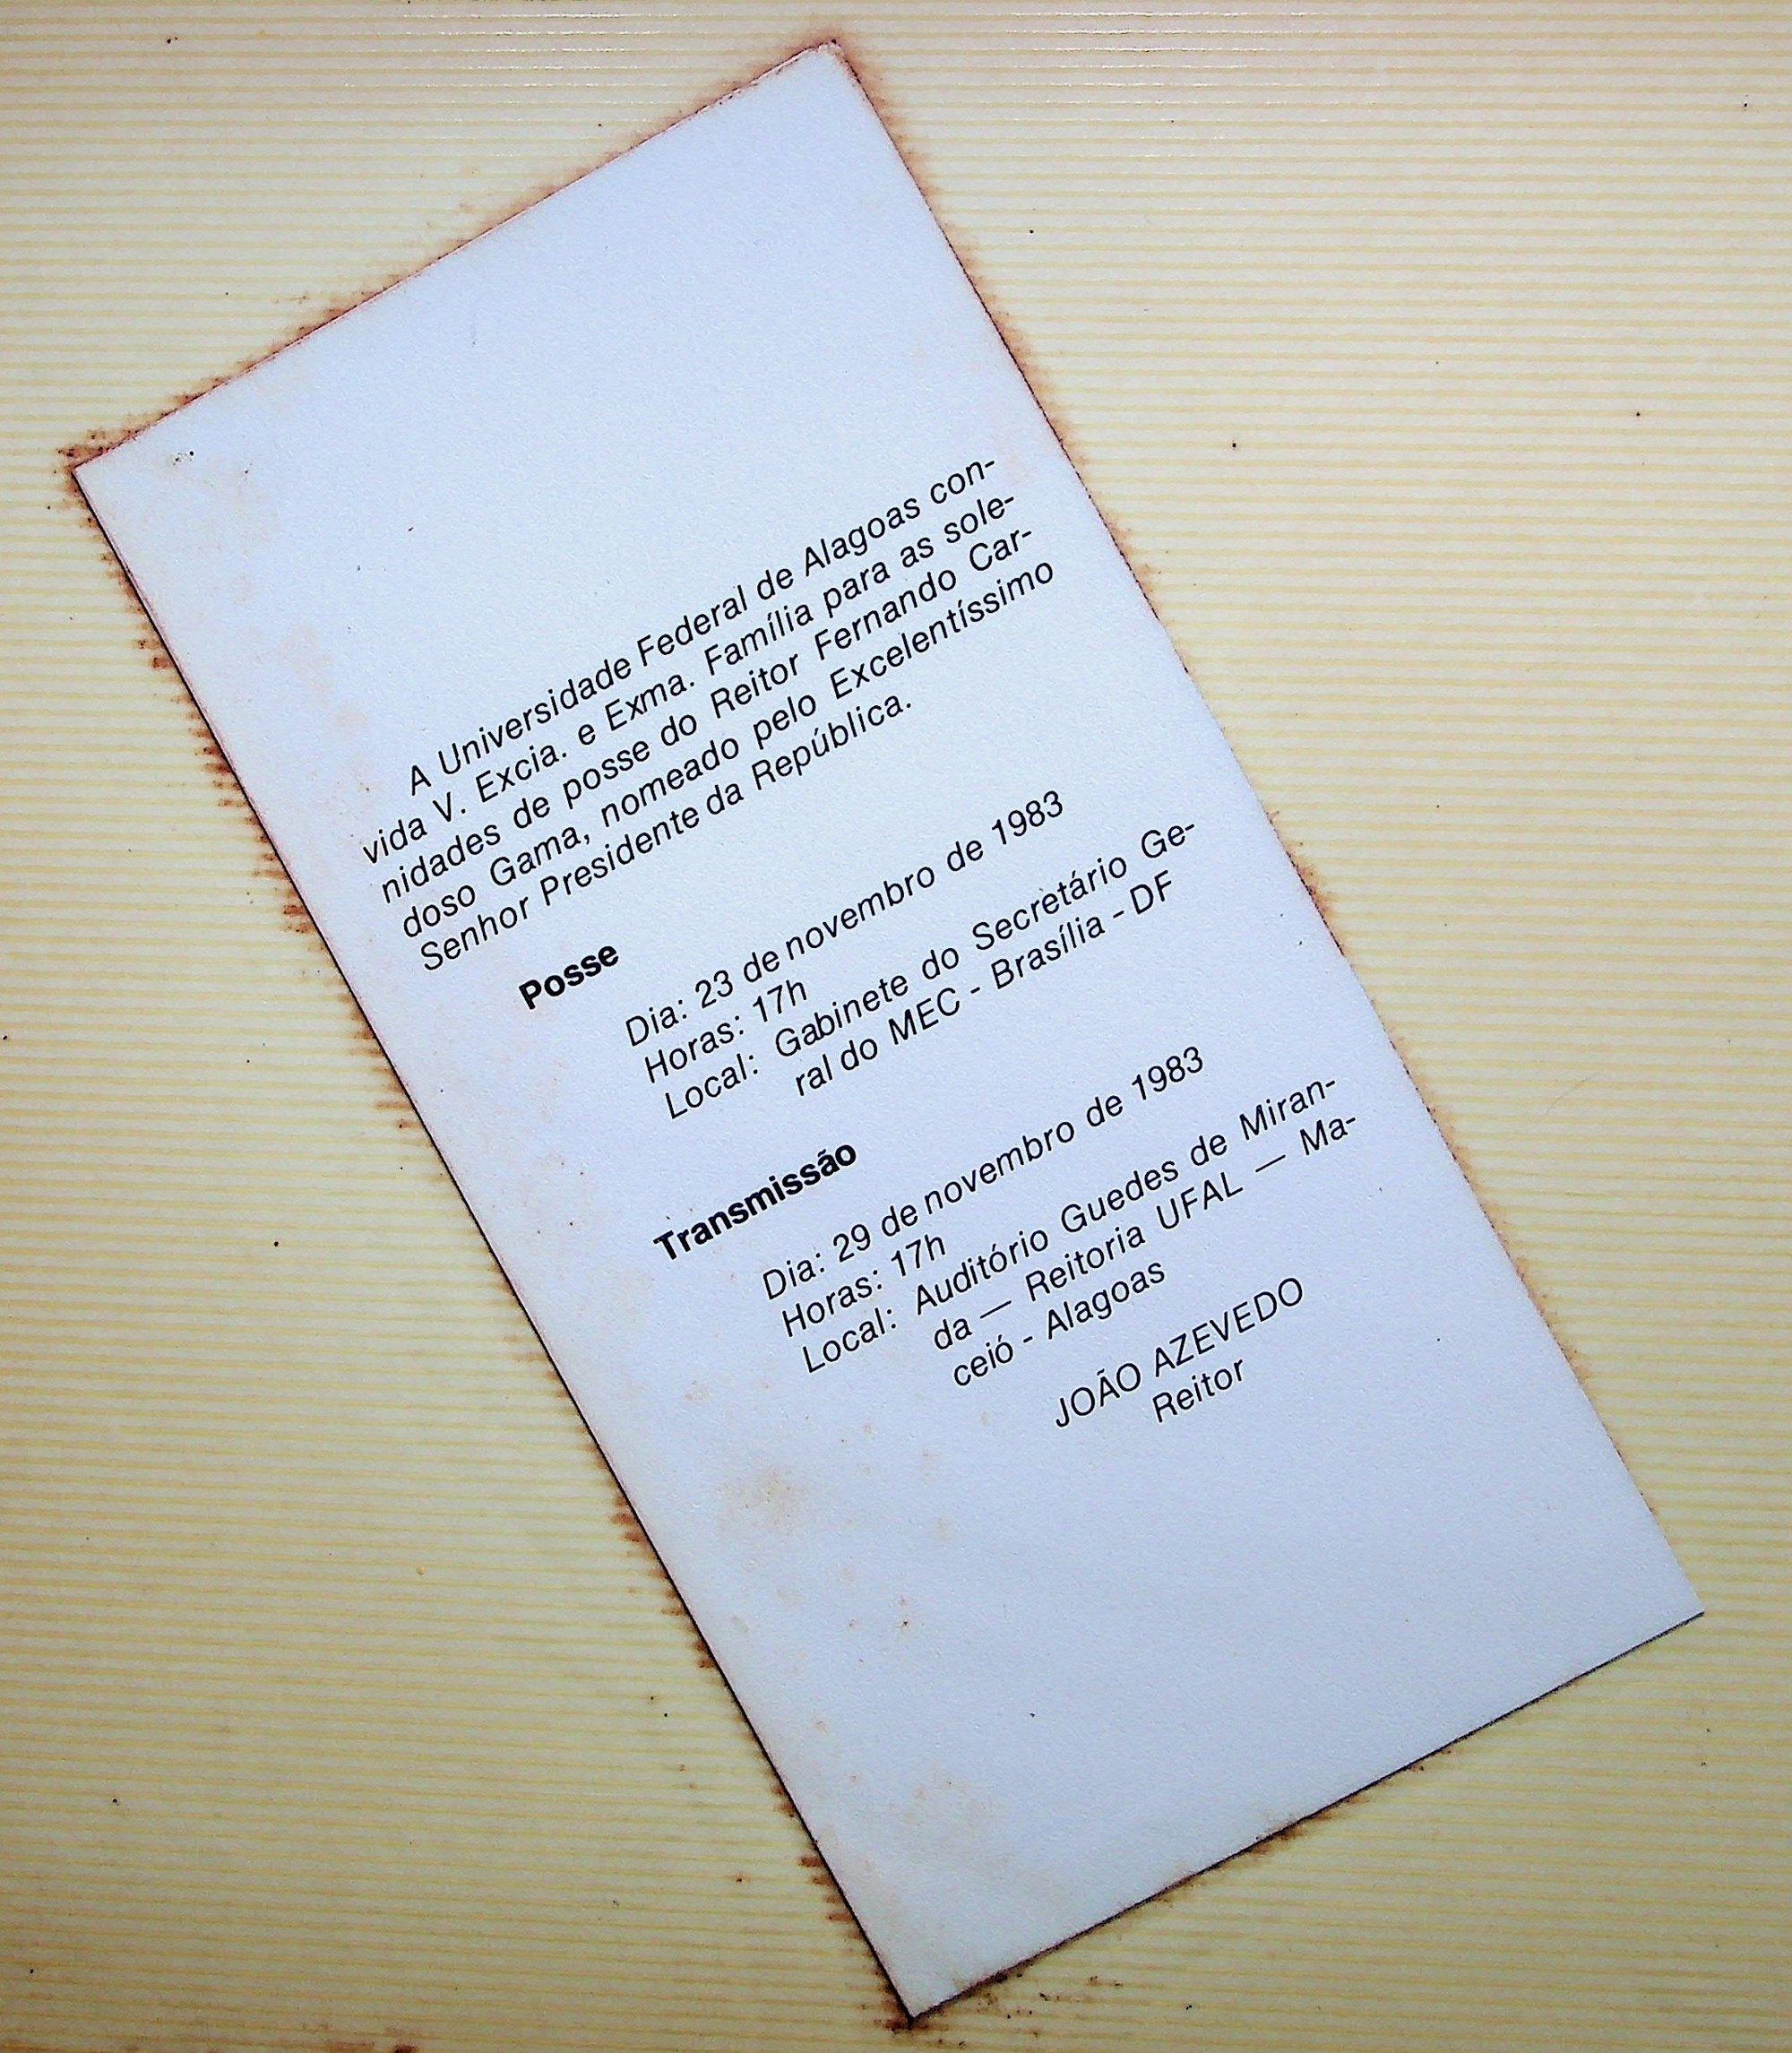 A Universidade Federal de Alagoas con-
vida V. Excia. e Exma. Família para as sole-
nidades de posse do Reitor Fernando Car-
doso Gama, nomeado pelo Excelentíssimo
Senhor Presidente da República.
Posse
Dia: 23 de novembro de 1983
Horas: 17h
Local: Gabinete do Secretário Ge-
ral do MEC - Brasília - DF
Transmissão
Dia: 29 de novembro de 1983
Horas: 17h
Local: Auditório Guedes de Miran-
da — Reitoria UFAL — Ma-
ceió - Alagoas
JOÃO AZEVEDO
Reitor